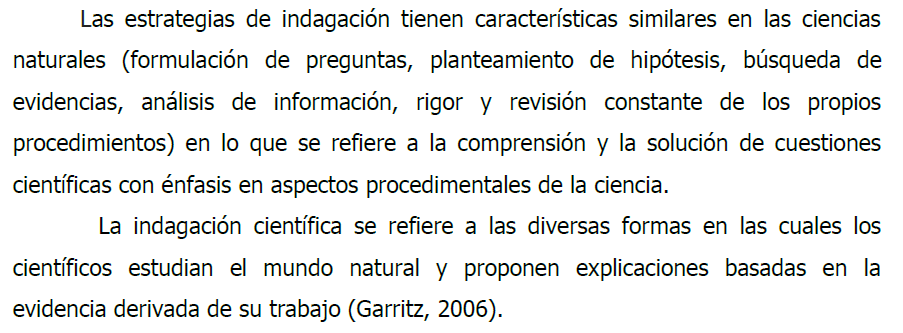 Las estrategias de indagación tienen características similares en las ciencias
naturales (formulación de preguntas, planteamiento de hipótesis, búsqueda de
evidencias, análisis de información, rigor y revisión constante de los propios
procedimientos) en lo que se refiere a la comprensión y la solución de cuestiones
científicas con énfasis en aspectos procedimentales de la ciencia.
La indagación científica se refiere a las diversas formas en las cuales los
científicos estudian el mundo natural y proponen explicaciones basadas en la
evidencia derivada de su trabajo (Garritz, 2006).